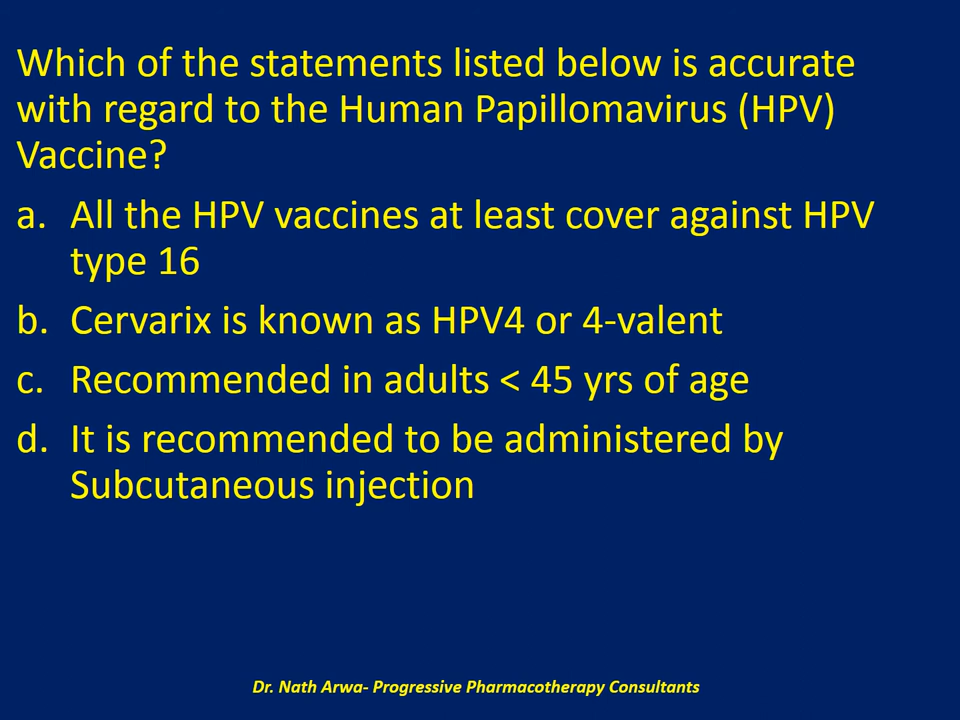 Which of the statements listed below is accurate
with regard to the Human Papillomavirus (HPV)
Vaccine?
a. All the HPV vaccines at least cover against HPV
type 16
b. Cervarix is known as HPV4 or 4-valent
c. Recommended in adults < 45 yrs of age
d. It is recommended to be administered by
Subcutaneous injection
Dr. Nath Arwa- Progressive Pharmacotherapy Consultants